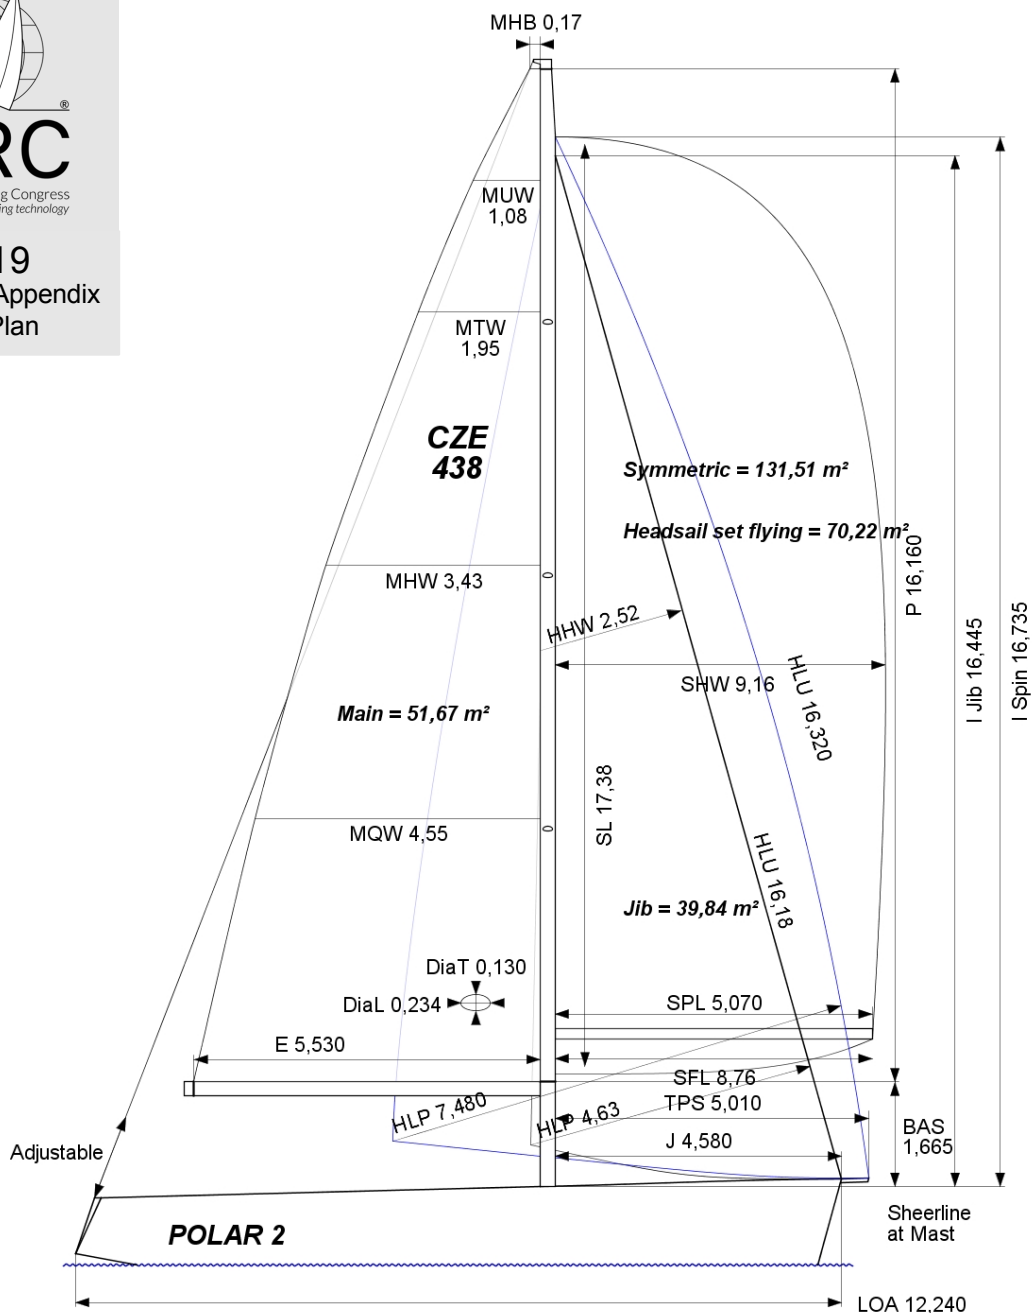 MHB 0,17
®
RC
g Congress
ing technology
19
Appendix
Plan
MUW
1,08
MTW
1,95
CZE
438
Symmetric = 131,51 m²
Headsail set flying = 70,22 m²
P 16,160
I Jib 16,445
I Spin 16,735
MHW 3,43
HHW 2,52
SHW 9,16
HLU 16,320
Main = 51,67 m²
SL 17,38
MQW 4,55
HLU 16,18
Jib = 39,84 m²
DiaT 0,130
DiaL 0,234
SPL 5,070
E 5,530
SFL 8,76
HLP 7,480
HLP 4,63
TPS 5,010
BAS
1,665
J 4,580
Adjustable
Sheerline
at Mast
POLAR 2
LOA 12,240